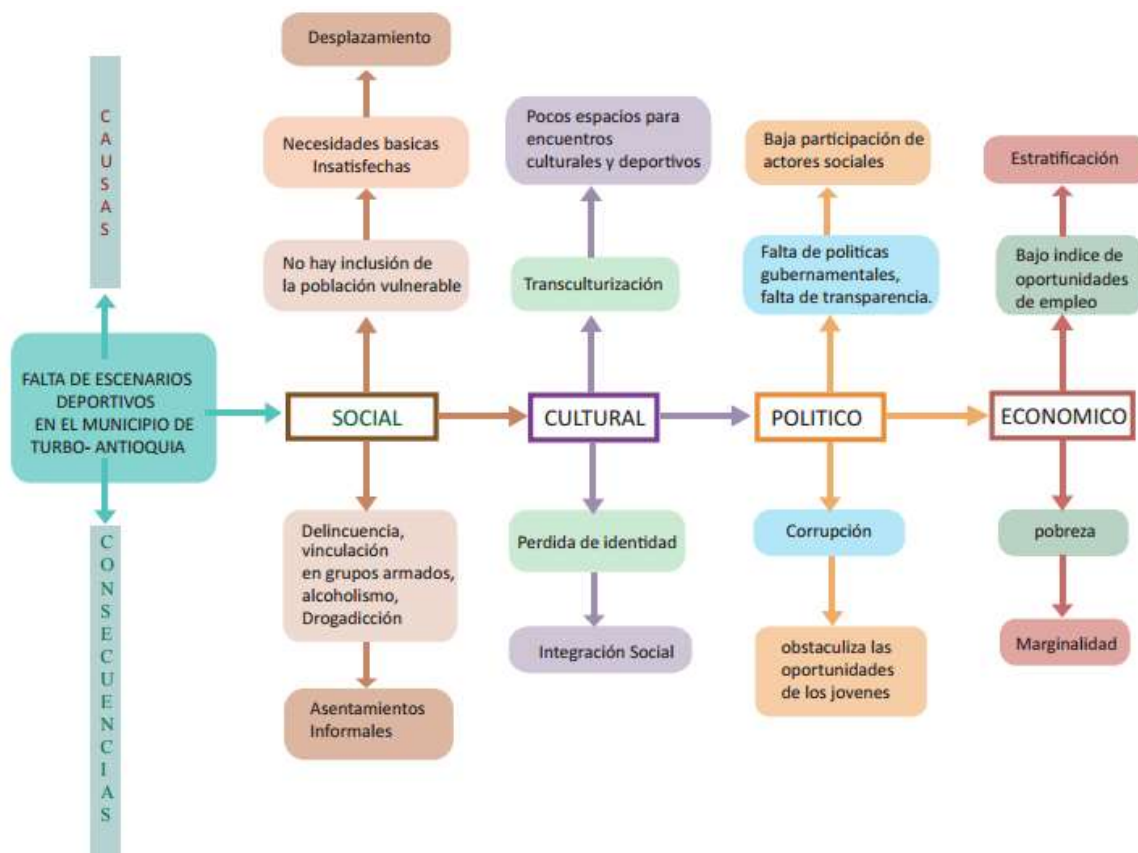 CAUSAS
FALTA DE ESCENARIOS
DEPORTIVOS
EN EL MUNICIPIO DE
TURBO- ANTIOQUIA
CONSECUENCIAS
Desplazamiento
Necesidades basicas
Insatisfechas
No hay inclusión de
la población vulnerable
SOCIAL
Delincuencia,
vinculación
en grupos armados,
alcoholismo,
Drogadicción
Asentamientos
Informales
Pocos espacios para
encuentros
culturales y deportivos
Transculturización
CULTURAL
Perdida de identidad
Integración Social
Baja participación de
actores sociales
Falta de politicas
gubernamentales,
falta de transparencia.
POLITICO
Corrupción
obstaculiza las
oportunidades
de los jovenes
Estratificación
Bajo indice de
oportunidades
de empleo
ECONOMICO
pobreza
Marginalidad